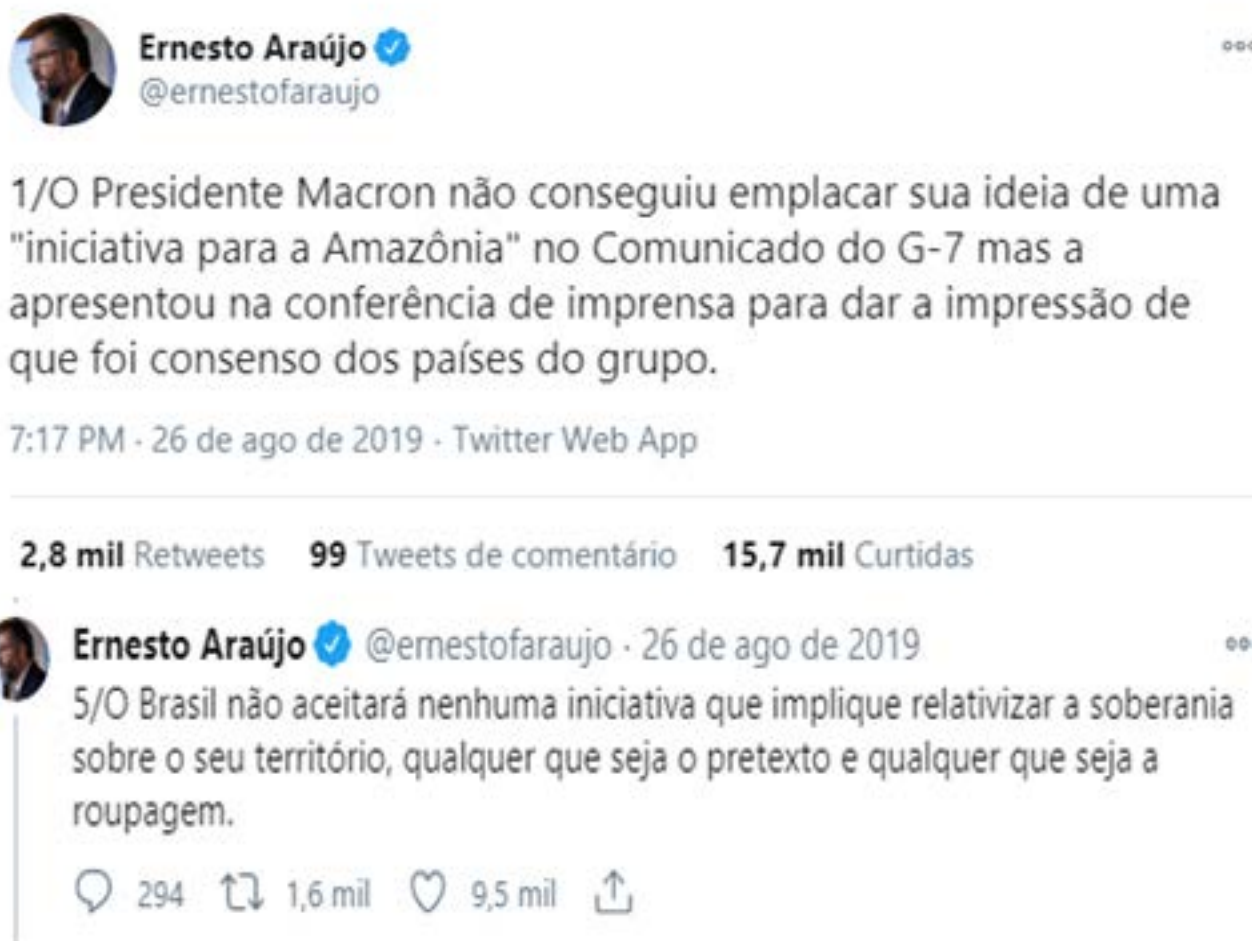 Ernesto Araújo
@ernestofaraujo
1/O Presidente Macron não conseguiu emplacar sua ideia de uma
"iniciativa para a Amazônia" no Comunicado do G-7 mas a
apresentou na conferência de imprensa para dar a impressão de
que foi consenso dos países do grupo.
7:17 PM · 26 de ago de 2019 · Twitter Web App
2,8 mil Retweets 99 Tweets de comentário 15,7 mil Curtidas
Ernesto Araújo @ernestofaraujo · 26 de ago de 2019
5/O Brasil não aceitará nenhuma iniciativa que implique relativizar a soberania
sobre o seu território, qualquer que seja o pretexto e qualquer que seja a
roupagem.
294 1,6 mil 9,5 mil